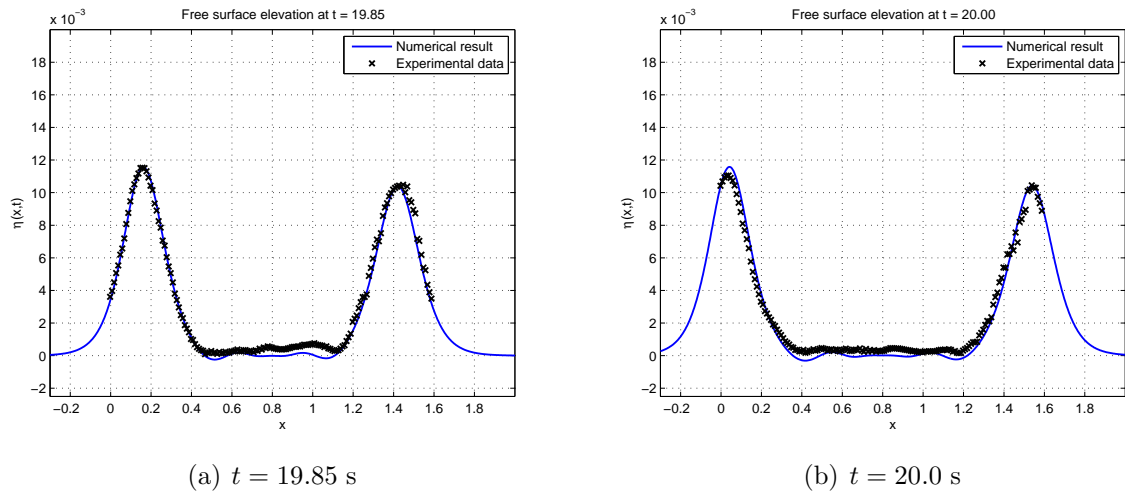 x 10⁻³
Free surface elevation at t = 19.85
Numerical result
Experimental data
18
16
14
12
10
8
6
4
2
0
−2
η(x,t)
−0.2 0 0.2 0.4 0.6 0.8 1 1.2 1.4 1.6 1.8
x
(a) t = 19.85 s
x 10⁻³
Free surface elevation at t = 20.00
Numerical result
Experimental data
18
16
14
12
10
8
6
4
2
0
−2
η(x,t)
−0.2 0 0.2 0.4 0.6 0.8 1 1.2 1.4 1.6 1.8
x
(b) t = 20.0 s